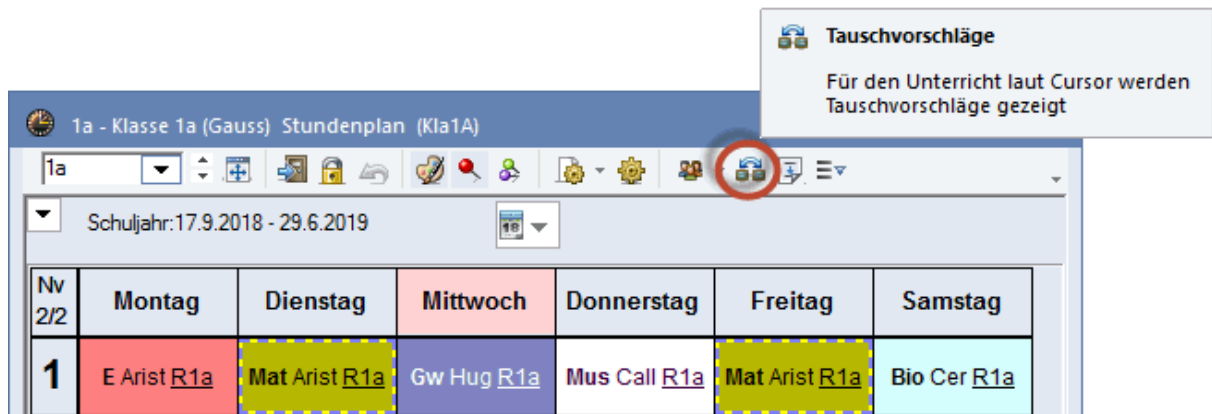 Tauschvorschläge
Für den Unterricht laut Cursor werden
Tauschvorschläge gezeigt
1a - Klasse 1a (Gauss) Stundenplan (Kla1A)
1a
Schuljahr:17.9.2018 - 29.6.2019
18
Nv
2/2
Montag Dienstag Mittwoch Donnerstag Freitag Samstag
1 E Arist R1a Mat Arist R1a Gw Hug R1a Mus Call R1a Mat Arist R1a Bio Cer R1a